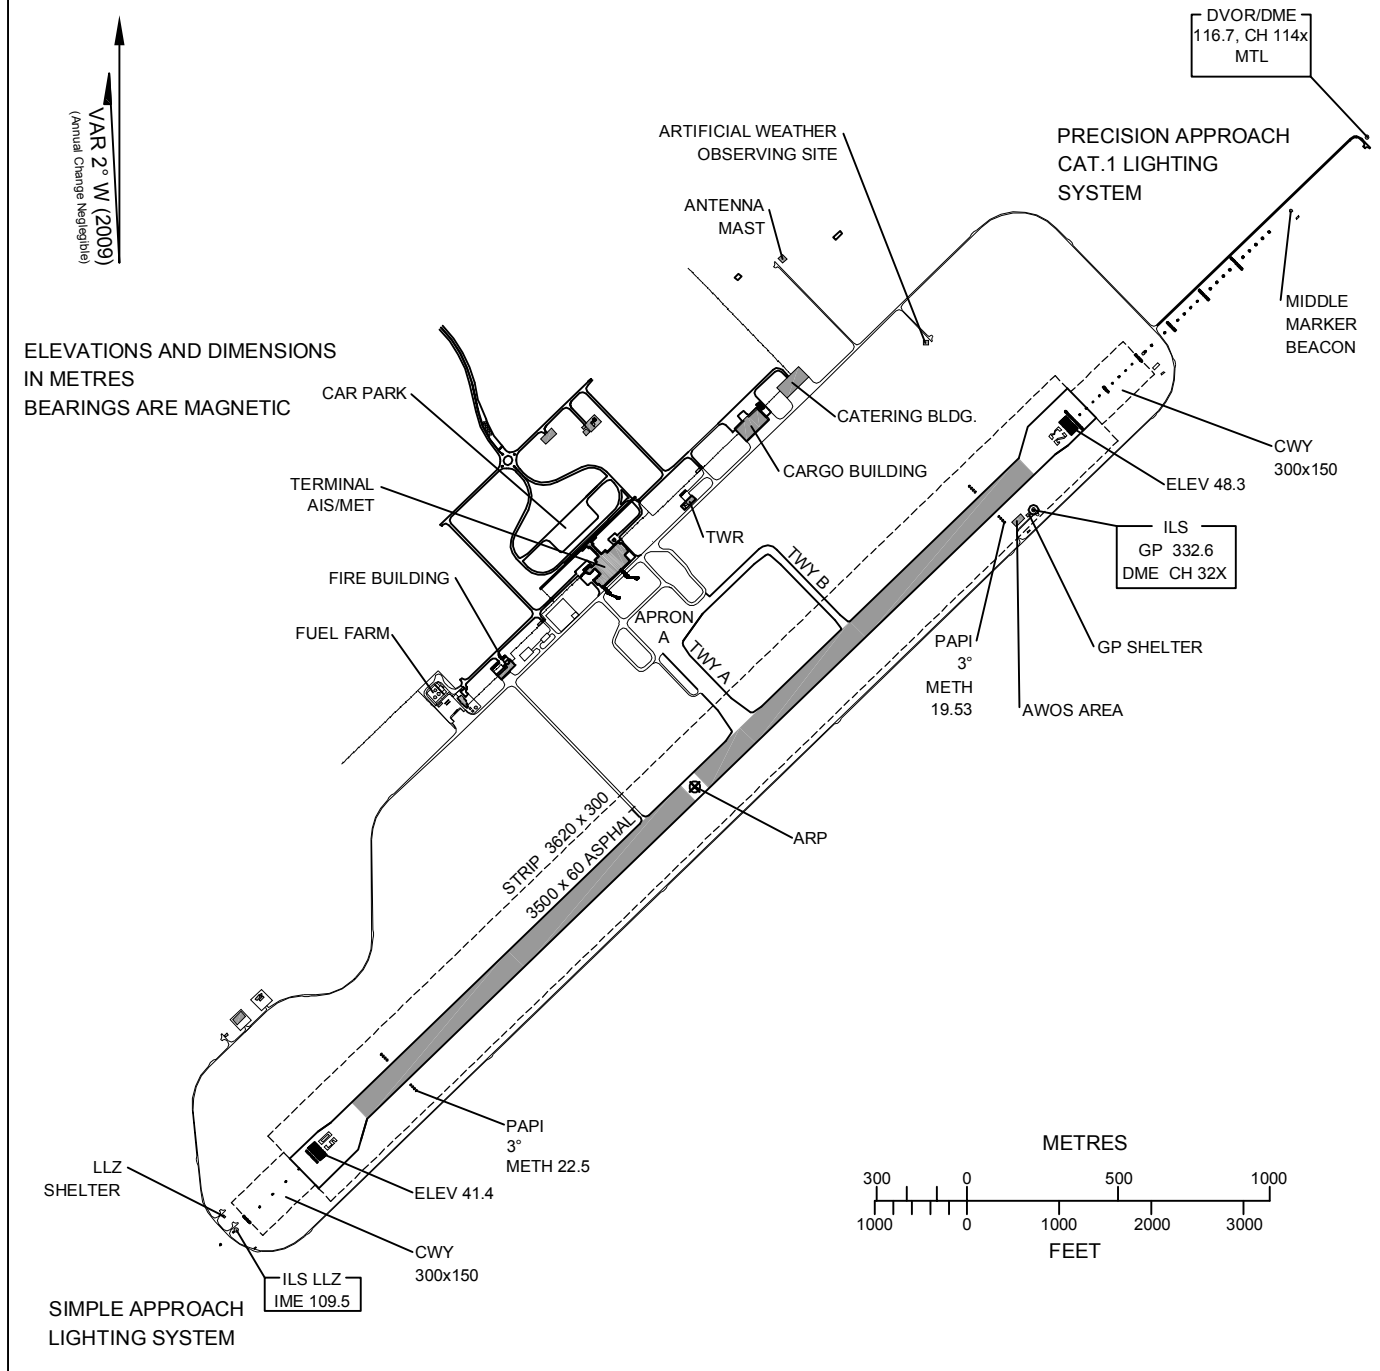 DVOR/DME
116.7, CH 114x
MTL
VAR 2° W (2009)
(Annual Change Neglegible)
ARTIFICIAL WEATHER
OBSERVING SITE
PRECISION APPROACH
CAT.1 LIGHTING
SYSTEM
ANTENNA
MAST
MIDDLE
MARKER
BEACON
ELEVATIONS AND DIMENSIONS
IN METRES
BEARINGS ARE MAGNETIC
CAR PARK
CATERING BLDG.
CARGO BUILDING
CWY
300x150
ELEV 48.3
TERMINAL
AIS/MET
TWR
ILS
GP 332.6
DME CH 32X
FIRE BUILDING
TWY B
APRON
A
FUEL FARM
TWY A
PAPI
3°
METH
19.53
GP SHELTER
AWOS AREA
STRIP 3620 x 300
3500 x 60 ASPHALT
ARP
PAPI
3°
METH 22.5
LLZ
SHELTER
ELEV 41.4
CWY
300x150
ILS LLZ
IME 109.5
METRES
300 0 500 1000
1000 0 1000 2000 3000
FEET
SIMPLE APPROACH
LIGHTING SYSTEM